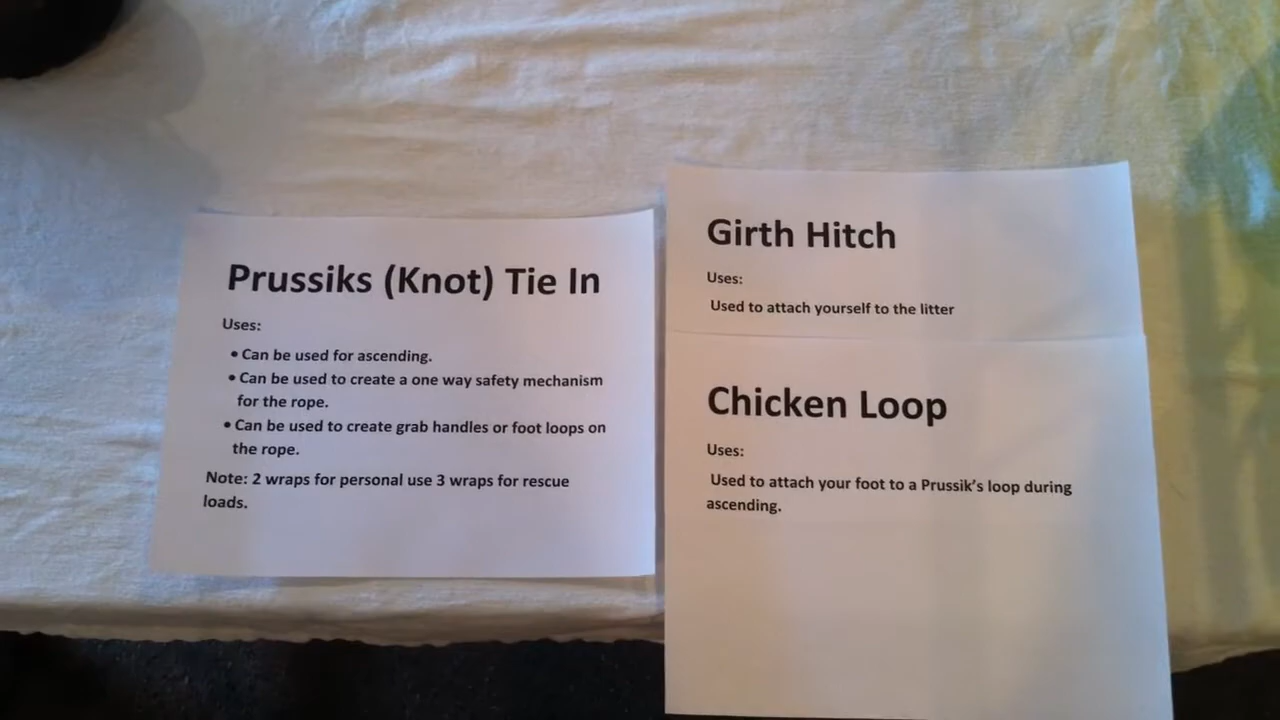 Prussiks (Knot) Tie In
Uses:
• Can be used for ascending.
• Can be used to create a one way safety mechanism
for the rope.
• Can be used to create grab handles or foot loops on
the rope.
Note: 2 wraps for personal use 3 wraps for rescue
loads.
Girth Hitch
Uses:
Used to attach yourself to the litter
Chicken Loop
Uses:
Used to attach your foot to a Prussik's loop during
ascending.